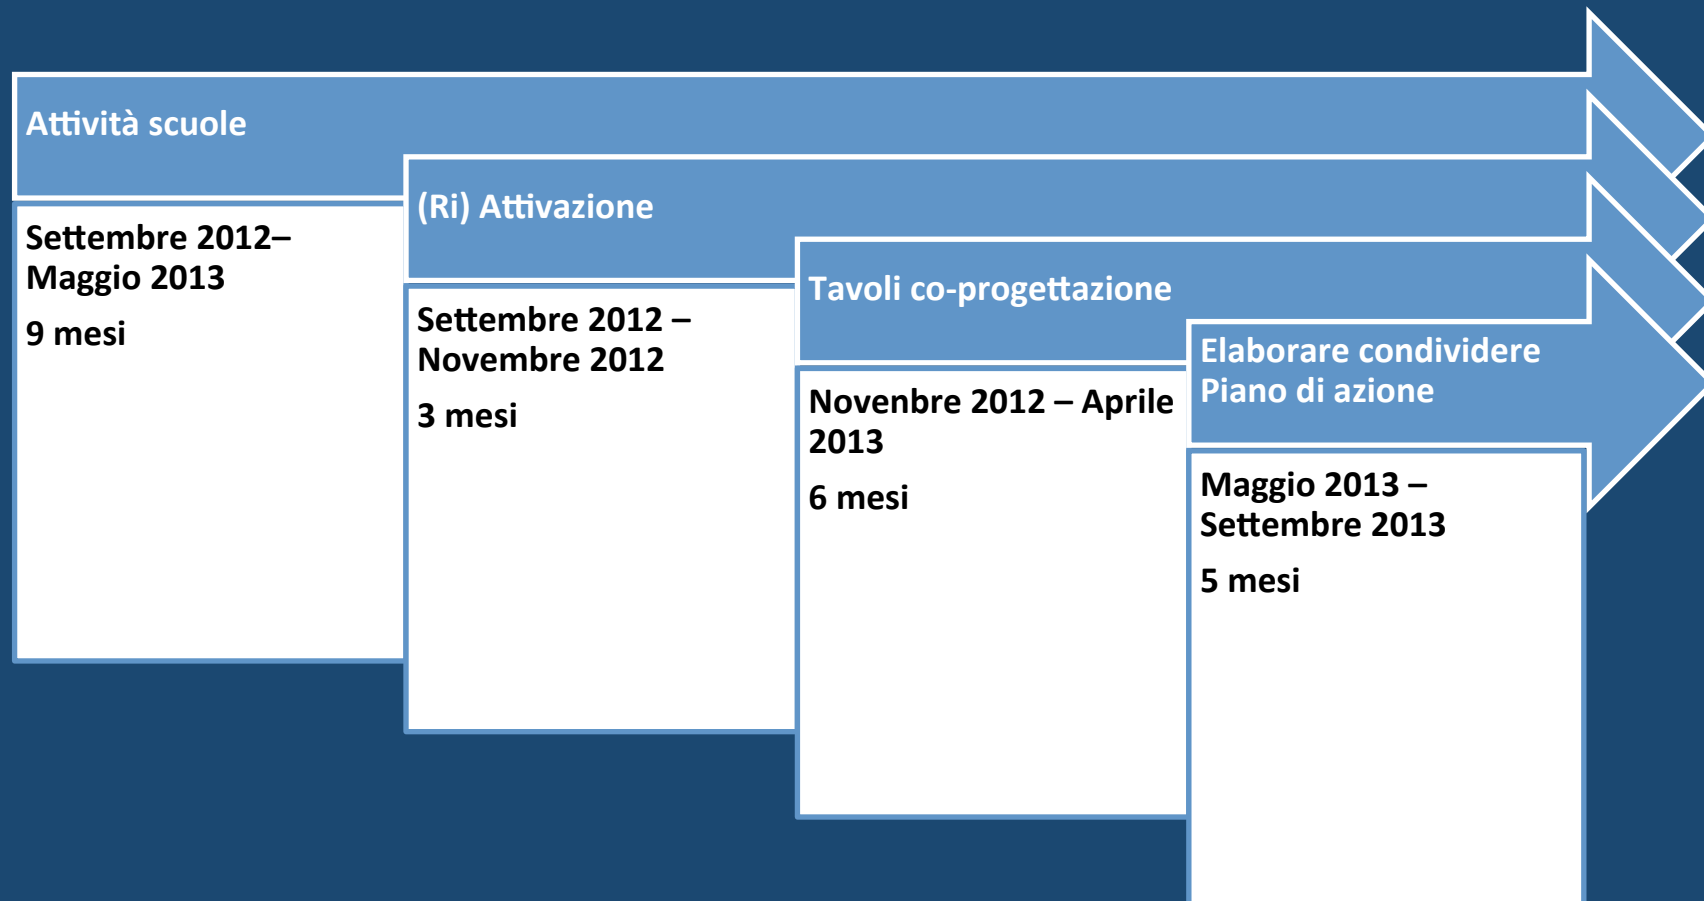 Attività scuole
Settembre 2012–
Maggio 2013
9 mesi
(Ri) Attivazione
Settembre 2012 –
Novembre 2012
3 mesi
Tavoli co-progettazione
Novenbre 2012 – Aprile
2013
6 mesi
Elaborare condividere
Piano di azione
Maggio 2013 –
Settembre 2013
5 mesi